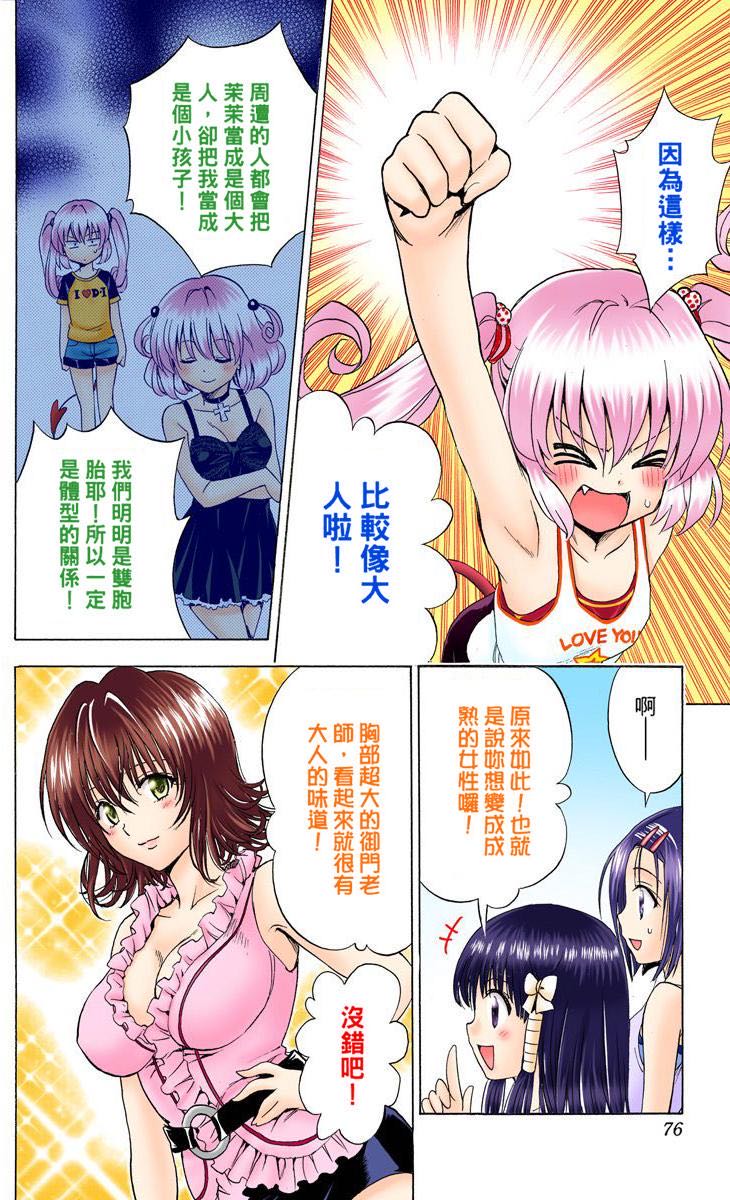 因為這樣…
比較像大
人啦！
LOVE YOU
周遭的人都會把
茉茉當成是個大
人，卻把我當成
是個小孩子！
I❤D·I
我們明明是雙胞
胎耶！所以一定
是體型的關係！
啊—
原來如此！也就
是說妳想變成成
熟的女性囉！
胸部超大的御門老
師，看起來就很有
大人的味道！
沒錯吧！
76